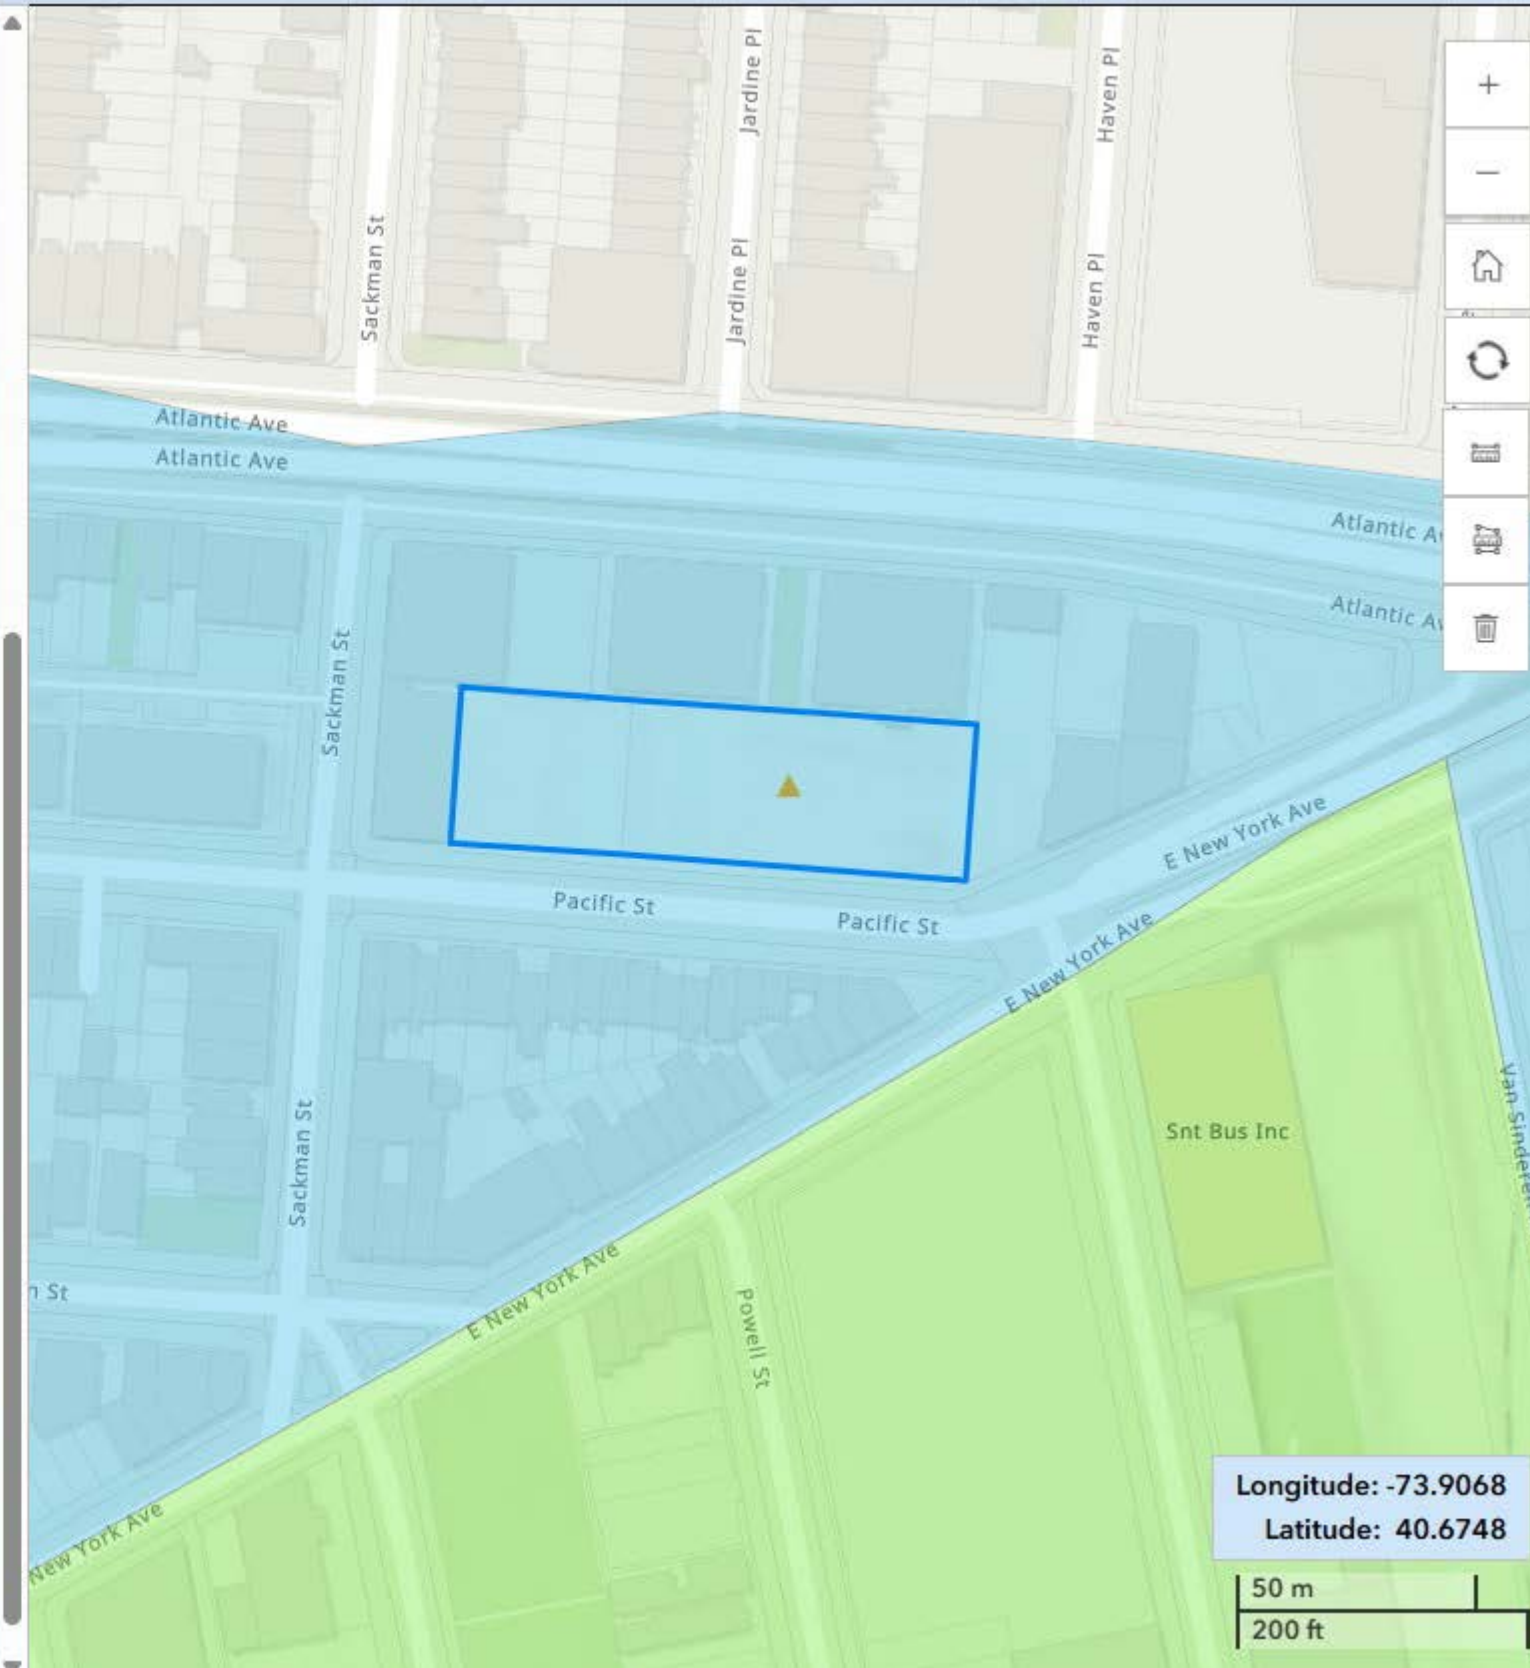 Jardine Pl
Haven Pl
Sackman St
Jardine Pl
Haven Pl
Atlantic Ave
Atlantic Ave
Atlantic Av
Atlantic Av
Sackman St
E New York Ave
Pacific St
Pacific St
E New York Ave
Snt Bus Inc
Van Sindere
Sackman St
n St
E New York Ave
Powell St
New York Ave
Longitude: -73.9068
Latitude: 40.6748
50 m
200 ft